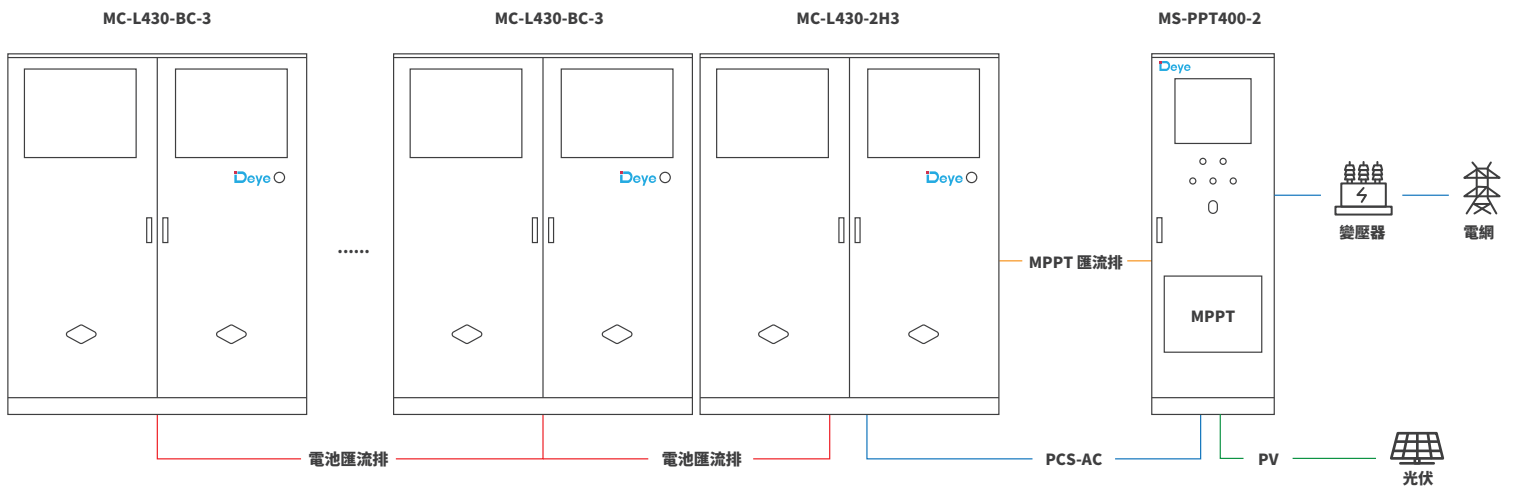 MC-L430-BC-3
MC-L430-BC-3
MC-L430-2H3
MS-PPT400-2
Deye
Deye
Deye
Deye
......
變壓器
電網
MPPT 匯流排
MPPT
電池匯流排
電池匯流排
PCS-AC
PV
光伏